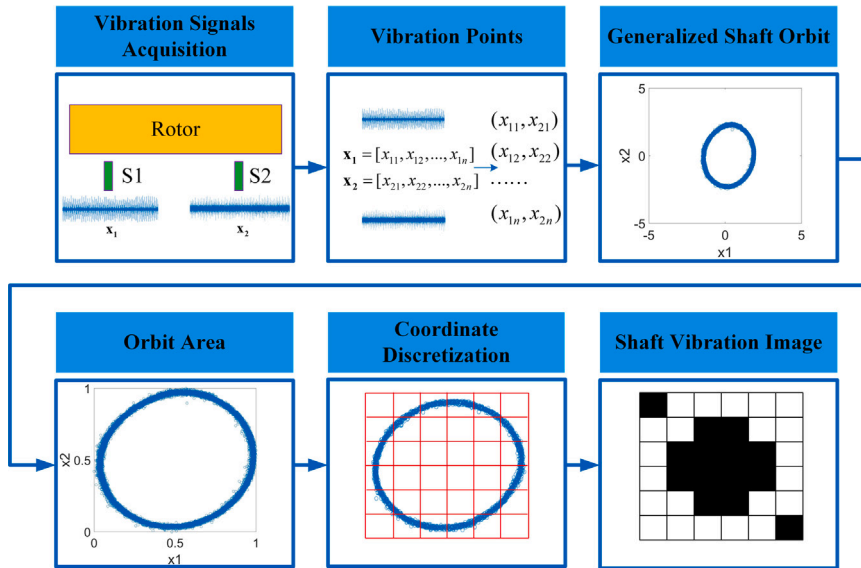 Vibration Signals
Acquisition
Vibration Points
Generalized Shaft Orbit
Rotor
S1
S2
x₁
x₂
x₁ = [x₁₁, x₁₂, ..., x₁ₙ]
x₂ = [x₂₁, x₂₂, ..., x₂ₙ]
(x₁₁, x₂₁)
(x₁₂, x₂₂)
......
(x₁ₙ, x₂ₙ)
5
x2
0
-5
-5 0 5
x1
Orbit Area
Coordinate
Discretization
Shaft Vibration Image
1
x2
0.5
0
0 0.5 1
x1